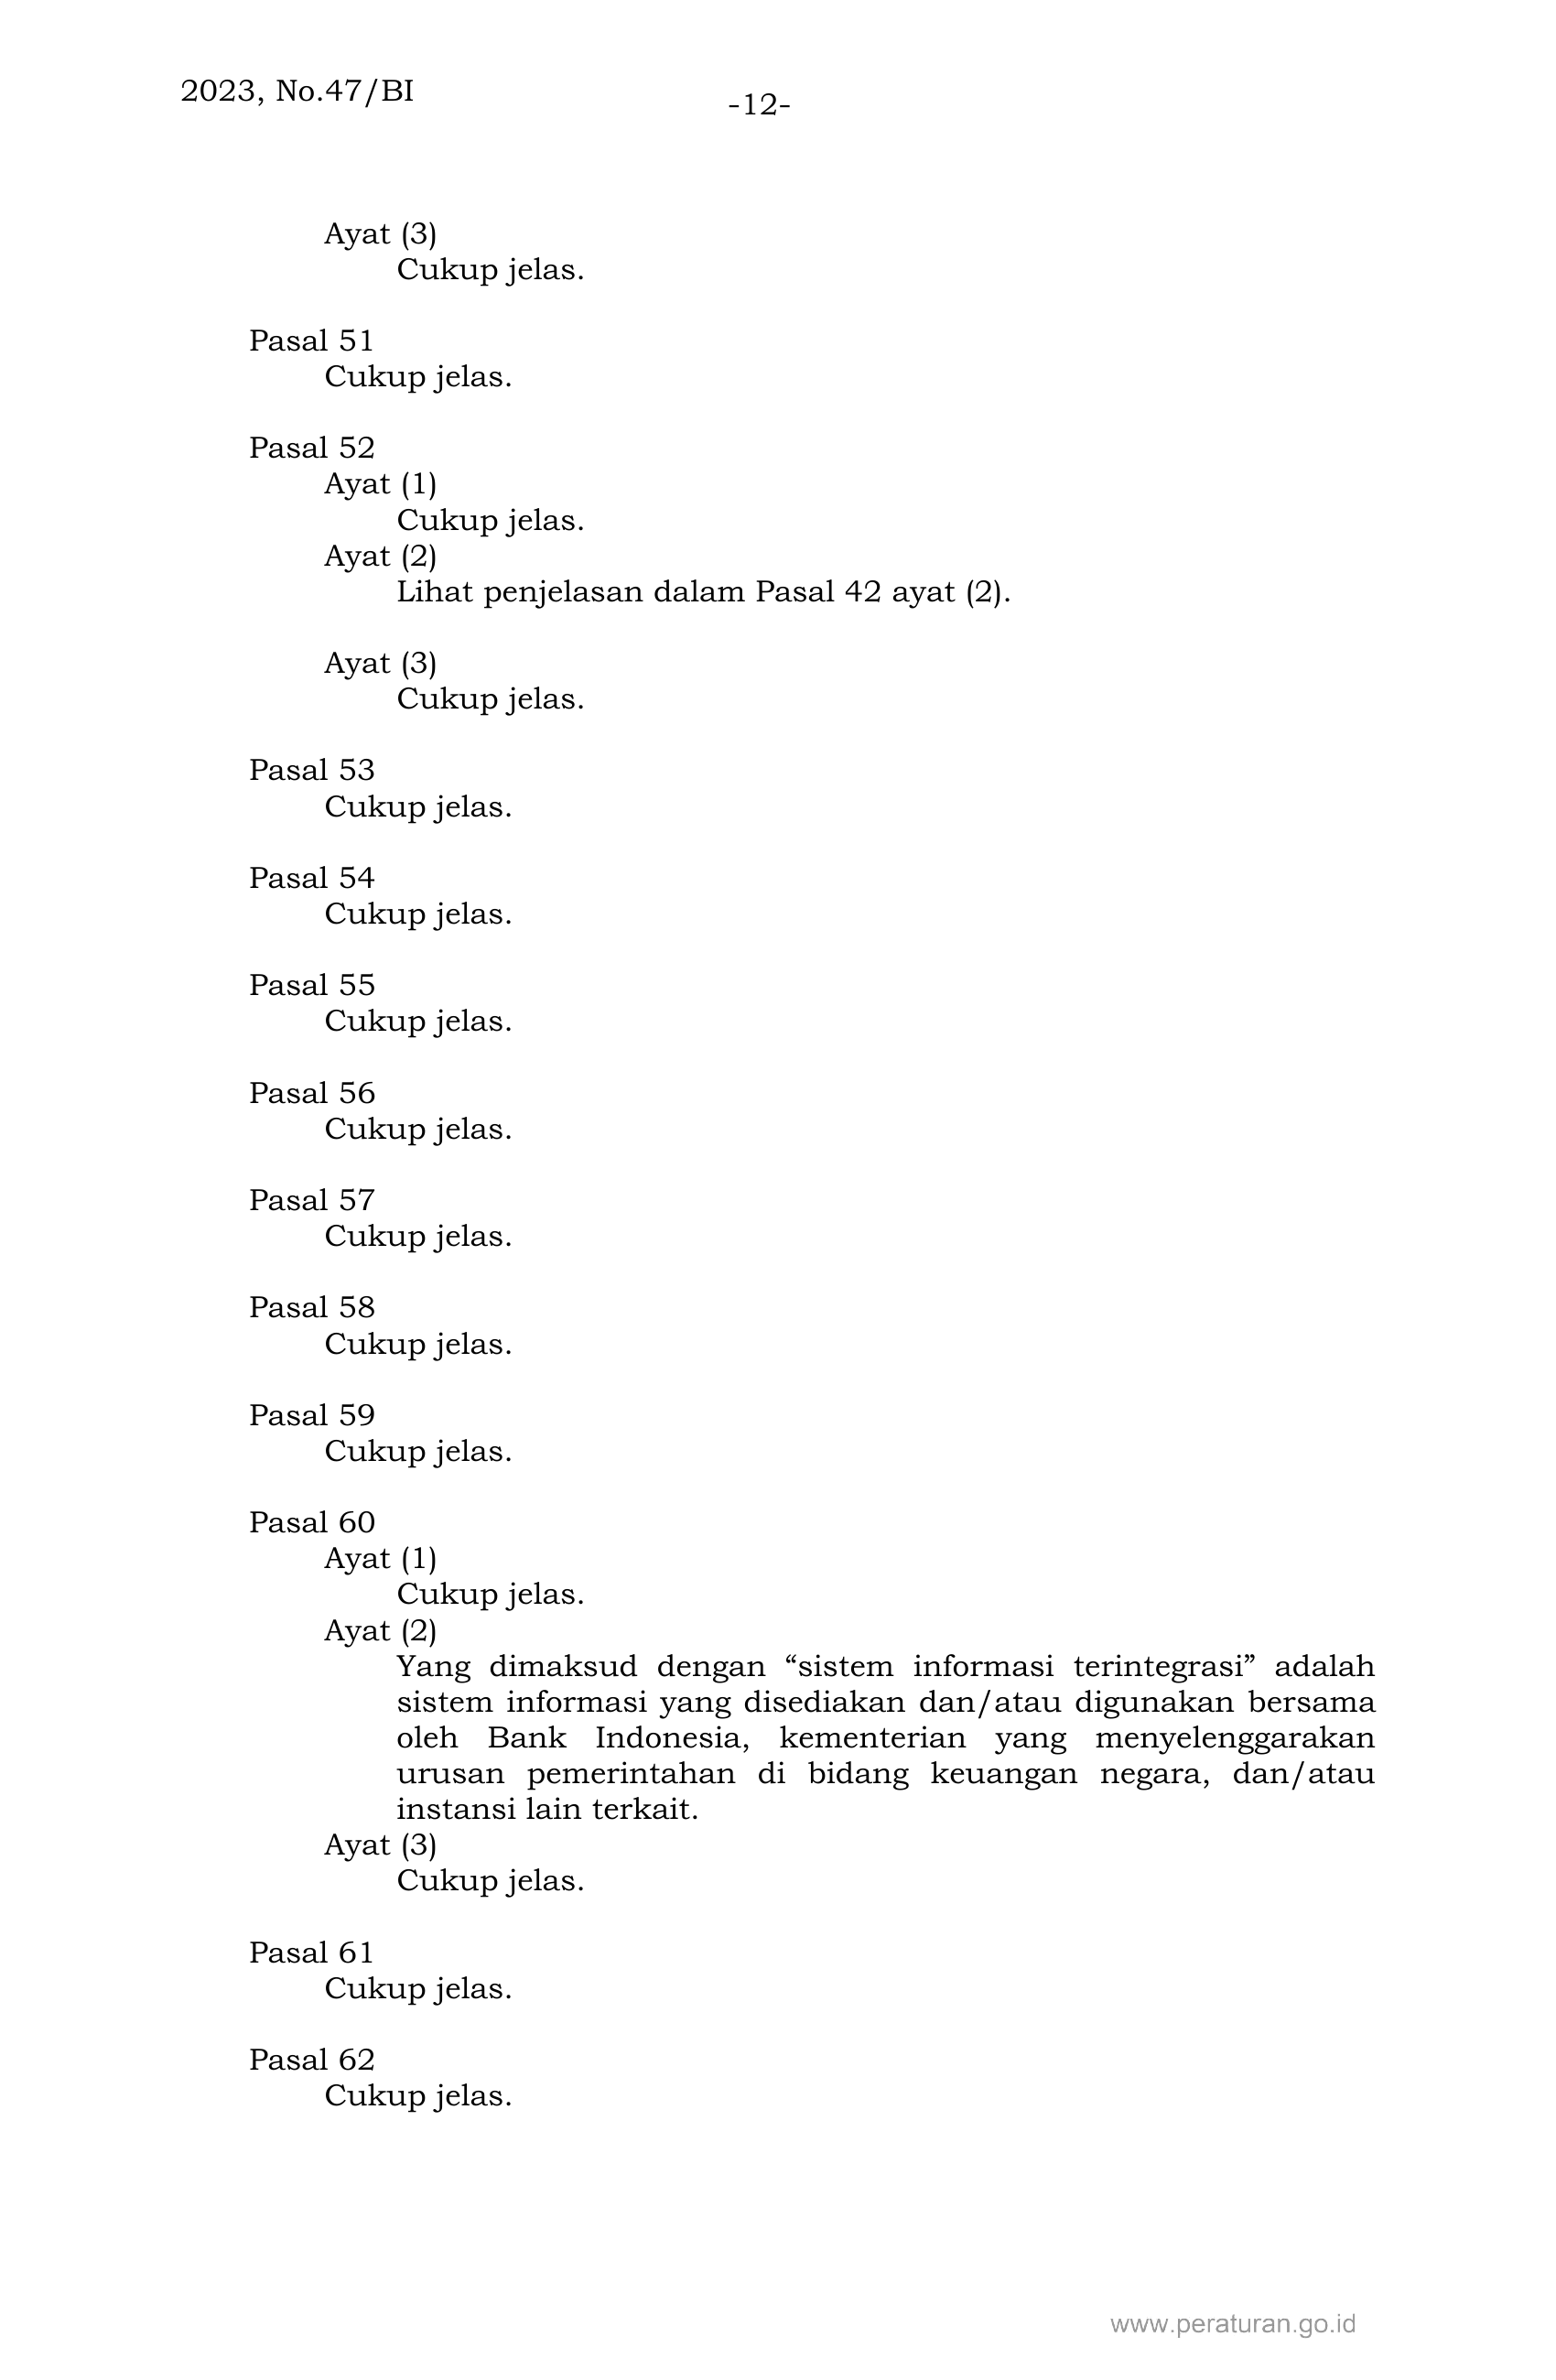 2023, No.47/BI
-12-
Ayat (3)
Cukup jelas.
Pasal 51
Cukup jelas.
Pasal 52
Ayat (1)
Cukup jelas.
Ayat (2)
Lihat penjelasan dalam Pasal 42 ayat (2).
Ayat (3)
Cukup jelas.
Pasal 53
Cukup jelas.
Pasal 54
Cukup jelas.
Pasal 55
Cukup jelas.
Pasal 56
Cukup jelas.
Pasal 57
Cukup jelas.
Pasal 58
Cukup jelas.
Pasal 59
Cukup jelas.
Pasal 60
Ayat (1)
Cukup jelas.
Ayat (2)
Yang dimaksud dengan “sistem informasi terintegrasi” adalah
sistem informasi yang disediakan dan/atau digunakan bersama
oleh Bank Indonesia, kementerian yang menyelenggarakan
urusan pemerintahan di bidang keuangan negara, dan/atau
instansi lain terkait.
Ayat (3)
Cukup jelas.
Pasal 61
Cukup jelas.
Pasal 62
Cukup jelas.
www.peraturan.go.id